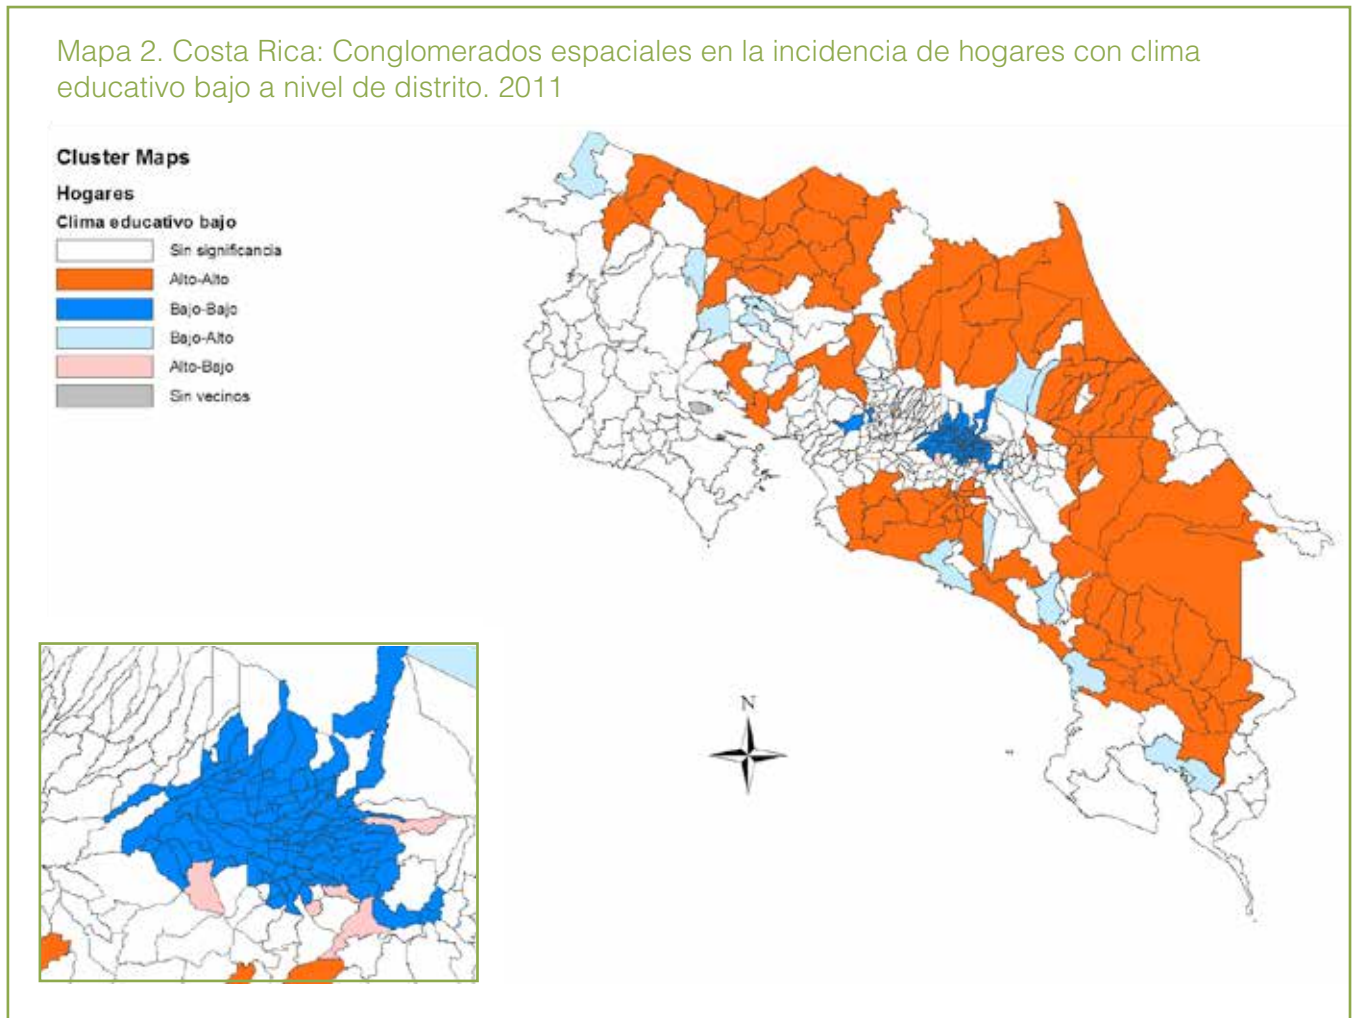 Mapa 2. Costa Rica: Conglomerados espaciales en la incidencia de hogares con clima
educativo bajo a nivel de distrito. 2011
Cluster Maps
Hogares
Clima educativo bajo
Sin significancia
Alto-Alto
Bajo-Bajo
Bajo-Alto
Alto-Bajo
Sin vecinos
N